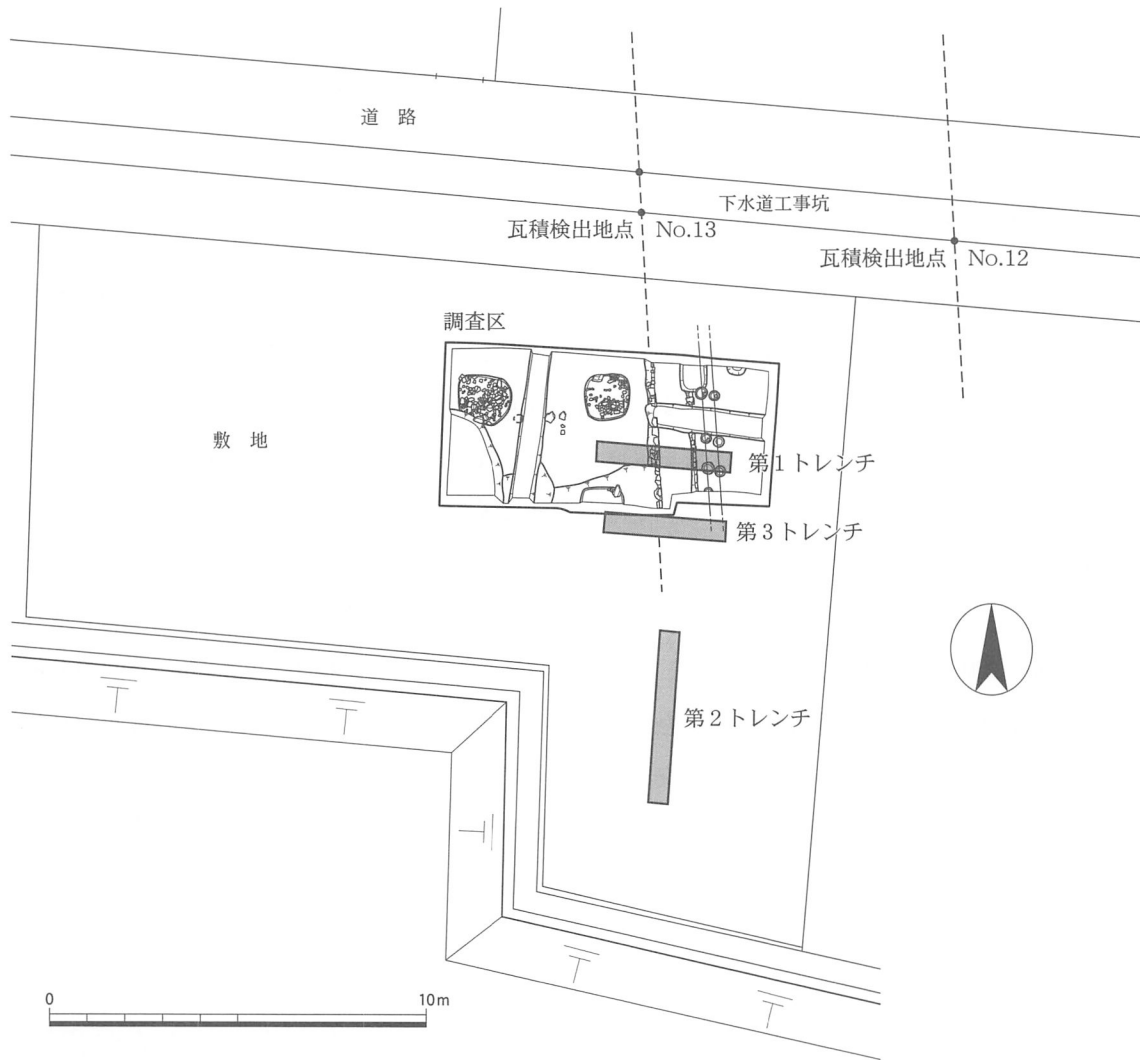 道 路
下水道工事坑
瓦積検出地点 No.13
瓦積検出地点 No.12
調査区
敷 地
第1トレンチ
第3トレンチ
第2トレンチ
0
10m